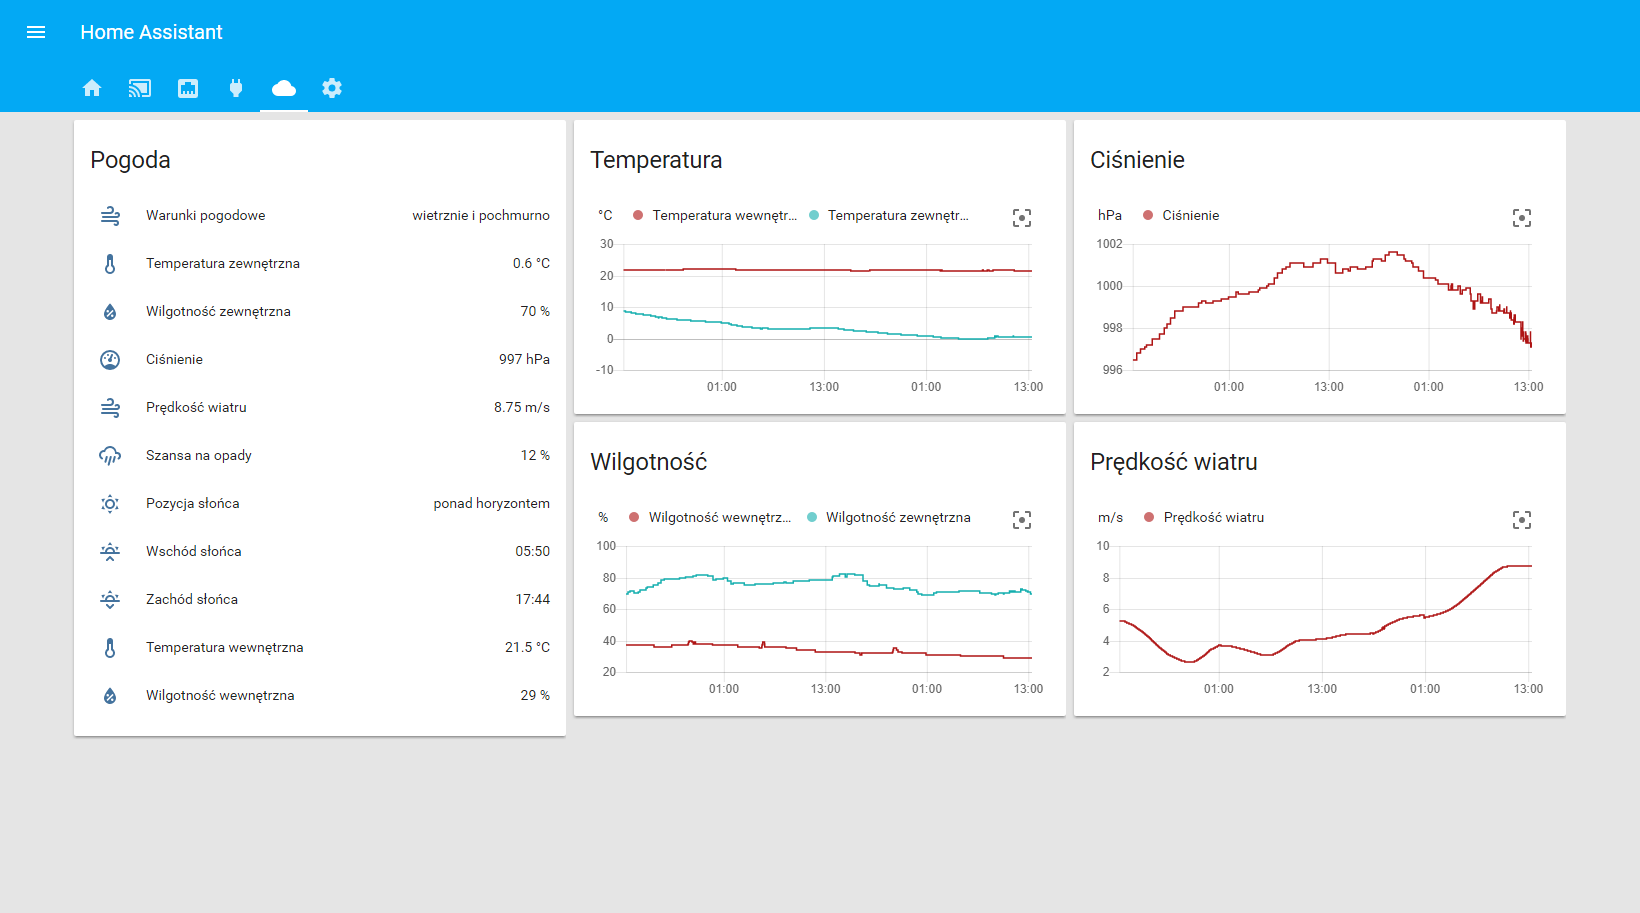 Home Assistant
Pogoda
Warunki pogodowe wietrznie i pochmurno
Temperatura zewnętrzna 0.6 °C
Wilgotność zewnętrzna 70 %
Ciśnienie 997 hPa
Prędkość wiatru 8.75 m/s
Szansa na opady 12 %
Pozycja słońca ponad horyzontem
Wschód słońca 05:50
Zachód słońca 17:44
Temperatura wewnętrzna 21.5 °C
Wilgotność wewnętrzna 29 %
Temperatura
°C Temperatura wewnętr... Temperatura zewnętr...
30
20
10
0
-10
01:00 13:00 01:00 13:00
Ciśnienie
hPa Ciśnienie
1002
1000
998
996
01:00 13:00 01:00 13:00
Wilgotność
% Wilgotność wewnętrz... Wilgotność zewnętrzna
100
80
60
40
20
01:00 13:00 01:00 13:00
Prędkość wiatru
m/s Prędkość wiatru
10
8
6
4
2
01:00 13:00 01:00 13:00